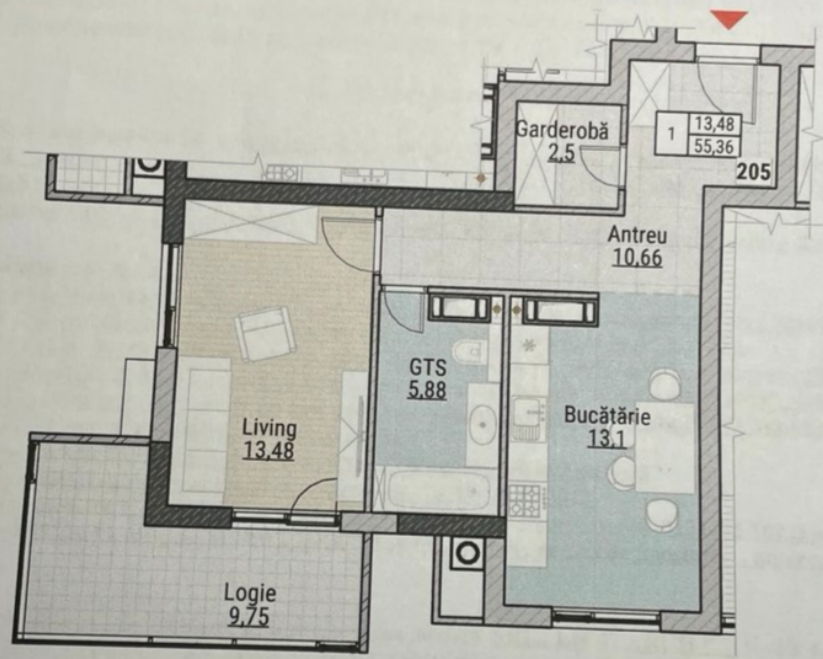 Garderobă
2,5
1
13,48
55,36
205
Antreu
10,66
GTS
5,88
Bucătărie
13,1
Living
13,48
Logie
9,75